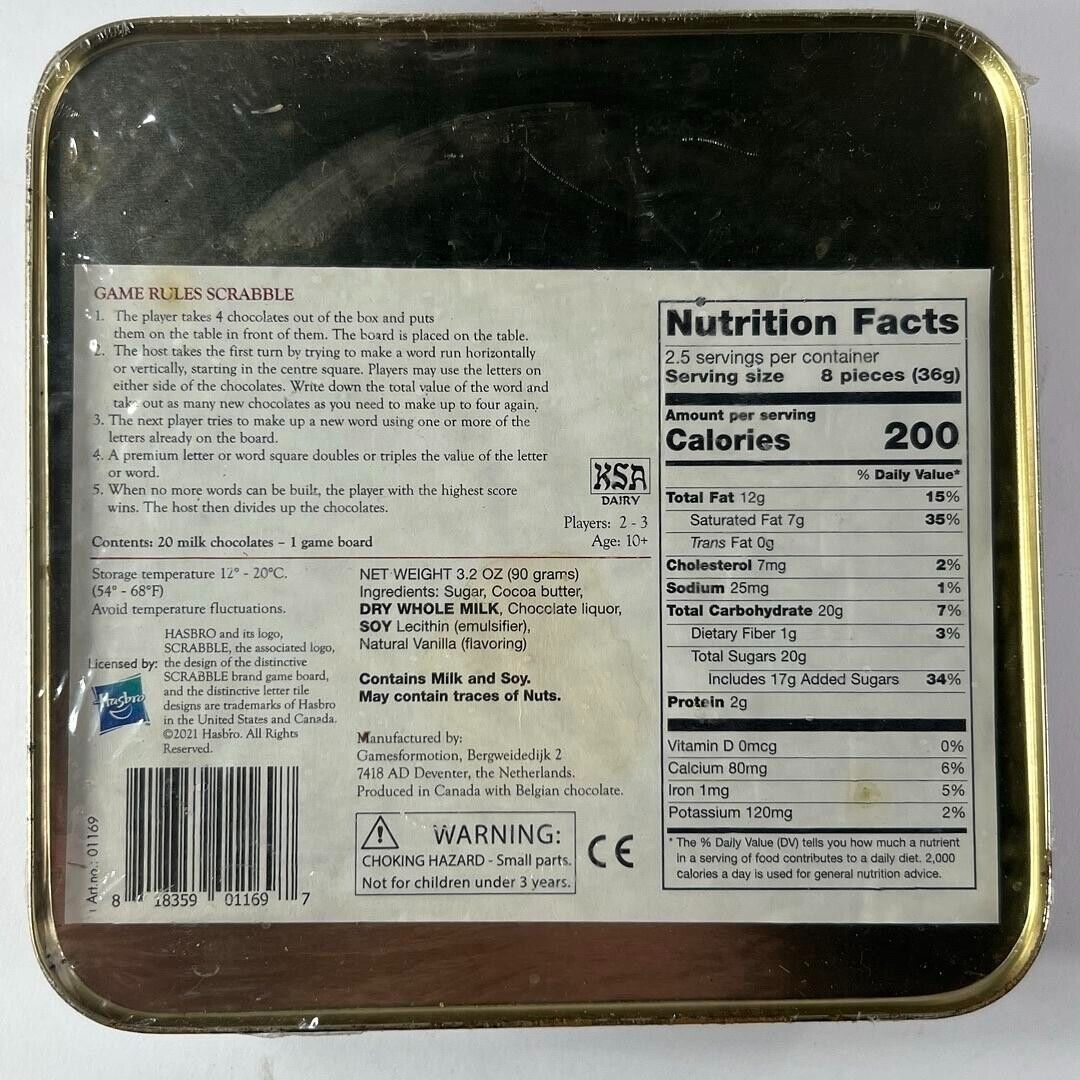 GAME RULES SCRABBLE
1. The player takes 4 chocolates out of the box and puts
them on the table in front of them. The board is placed on the table.
2. The host takes the first turn by trying to make a word run horizontally
or vertically, starting in the centre square. Players may use the letters on
either side of the chocolates. Write down the total value of the word and
take out as many new chocolates as you need to make up to four again.
3. The next player tries to make up a new word using one or more of the
letters already on the board.
4. A premium letter or word square doubles or triples the value of the letter
or word.
5. When no more words can be built, the player with the highest score
wins. The host then divides up the chocolates.
KSA
DAIRY
Players: 2 - 3
Age: 10+
Contents: 20 milk chocolates – 1 game board
Storage temperature 12° - 20°C.
(54° - 68°F)
Avoid temperature fluctuations.
Licensed by:
Hasbro
HASBRO and its logo,
SCRABBLE, the associated logo,
the design of the distinctive
SCRABBLE brand game board,
and the distinctive letter tile
designs are trademarks of Hasbro
in the United States and Canada.
©2021 Hasbro. All Rights
Reserved.
Art.no.: 01169
8 18359 01169 7
NET WEIGHT 3.2 OZ (90 grams)
Ingredients: Sugar, Cocoa butter,
DRY WHOLE MILK, Chocolate liquor,
SOY Lecithin (emulsifier),
Natural Vanilla (flavoring)
Contains Milk and Soy.
May contain traces of Nuts.
Manufactured by:
Gamesformotion, Bergweidedijk 2
7418 AD Deventer, the Netherlands.
Produced in Canada with Belgian chocolate.
WARNING:
CHOKING HAZARD - Small parts.
Not for children under 3 years.
CE
Nutrition Facts
2.5 servings per container
Serving size 8 pieces (36g)
Amount per serving
Calories 200
% Daily Value*
Total Fat 12g 15%
Saturated Fat 7g 35%
Trans Fat 0g
Cholesterol 7mg 2%
Sodium 25mg 1%
Total Carbohydrate 20g 7%
Dietary Fiber 1g 3%
Total Sugars 20g
Includes 17g Added Sugars 34%
Protein 2g
Vitamin D 0mcg 0%
Calcium 80mg 6%
Iron 1mg 5%
Potassium 120mg 2%
* The % Daily Value (DV) tells you how much a nutrient
in a serving of food contributes to a daily diet. 2,000
calories a day is used for general nutrition advice.